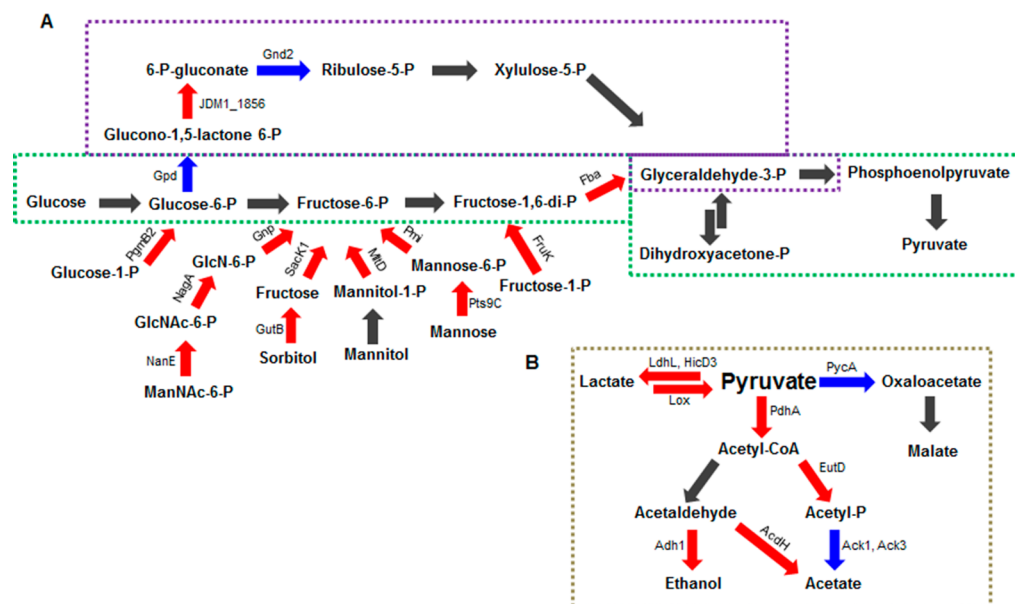 A
Gnd2
6-P-gluconate
Ribulose-5-P
Xylulose-5-P
JDM1_1856
Glucono-1,5-lactone 6-P
Gpd
Fba
Glyceraldehyde-3-P
Phosphoenolpyruvate
Glucose
Glucose-6-P
Fructose-6-P
Fructose-1,6-di-P
PgmB2
Gnp
SacK1
MtlD
Pmi
FruK
Dihydroxyacetone-P
Pyruvate
Glucose-1-P
GlcN-6-P
Mannose-6-P
NagA
Fructose
Mannitol-1-P
Fructose-1-P
GlcNAc-6-P
GutB
Pts9C
Sorbitol
Mannitol
Mannose
NanE
ManNAc-6-P
B
LdhL, HicD3
Lactate
Pyruvate
PycA
Oxaloacetate
Lox
PdhA
Acetyl-CoA
Malate
EutD
Acetaldehyde
Acetyl-P
Adh1
AcdH
Ack1, Ack3
Ethanol
Acetate